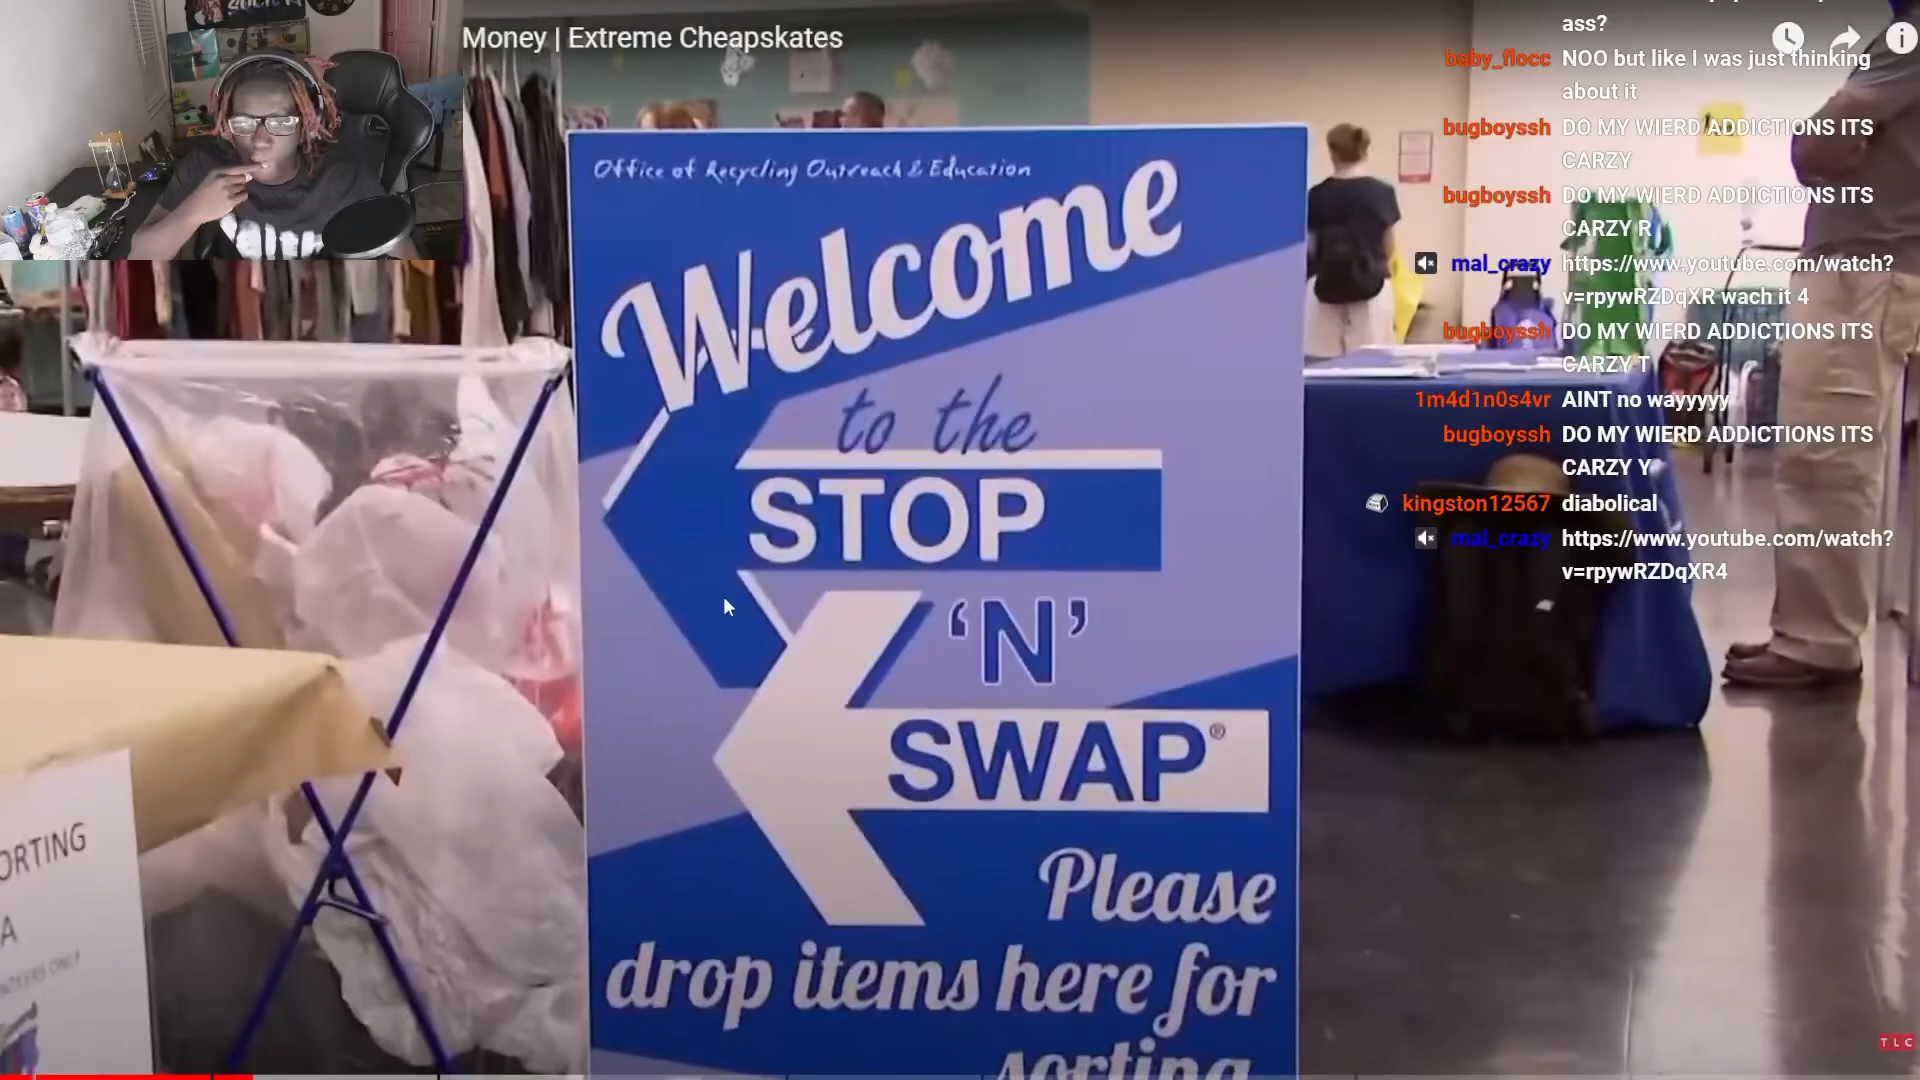 Money | Extreme Cheapskates
ass?
baby_flocc NOO but like I was just thinking
about it
bugboyssh DO MY WIERD ADDICTIONS ITS
CARZY
bugboyssh DO MY WIERD ADDICTIONS ITS
CARZY R
mal_crazy https://www.youtube.com/watch?
v=rpywRZDqXR wach it 4
bugboyssh DO MY WIERD ADDICTIONS ITS
CARZY T
1m4d1n0s4vr AINT no wayyyyy
bugboyssh DO MY WIERD ADDICTIONS ITS
CARZY Y
kingston12567 diabolical
mal_crazy https://www.youtube.com/watch?
v=rpywRZDqXR4
Office of Recycling Outreach & Education
Welcome
to the
STOP
'N'
SWAP®
Please
drop items here for
sorting
ORTING
A
ONLY
TLC